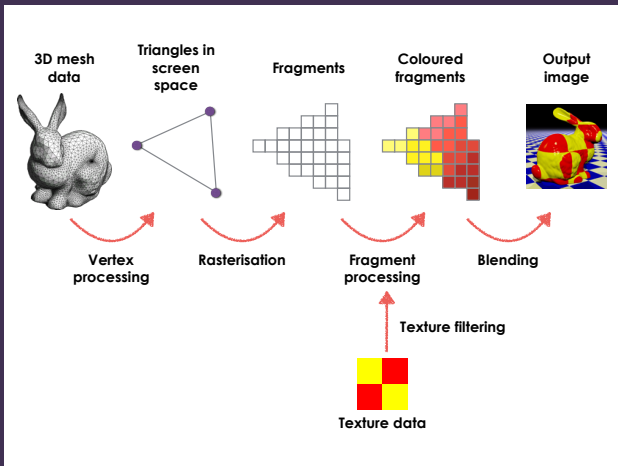 3D mesh
data
Triangles in
screen
space
Fragments
Coloured
fragments
Output
image
Vertex
processing
Rasterisation
Fragment
processing
Blending
Texture filtering
Texture data